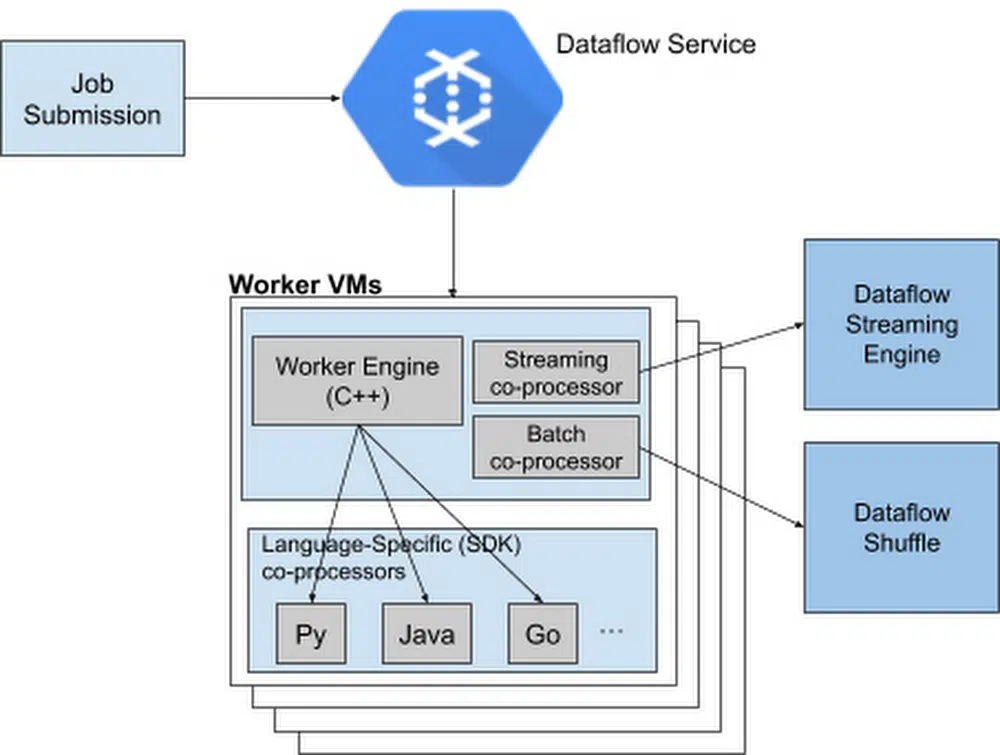 Job
Submission
Dataflow Service
Worker VMs
Worker Engine
(C++)
Streaming
co-processor
Batch
co-processor
Language-Specific (SDK)
co-processors
Py
Java
Go
...
Dataflow
Streaming
Engine
Dataflow
Shuffle